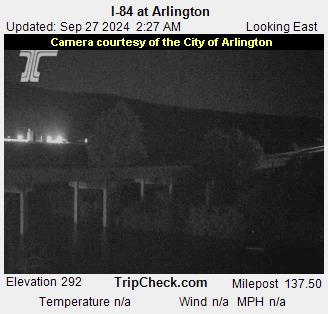 I-84 at Arlington
Updated: Sep 27 2024 2:27 AM Looking East
Camera courtesy of the City of Arlington
Elevation 292 TripCheck.com Milepost 137.50
Temperature n/a Wind n/a MPH n/a